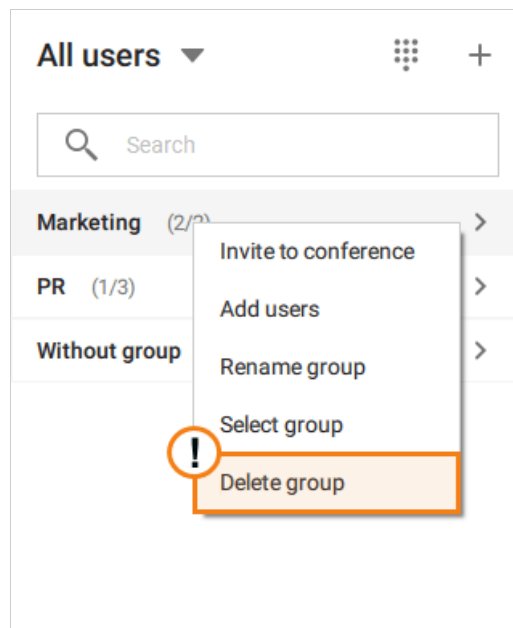 All users
Search
Marketing (2/2)
Invite to conference
PR (1/3)
Add users
Without group
Rename group
Select group
!
Delete group